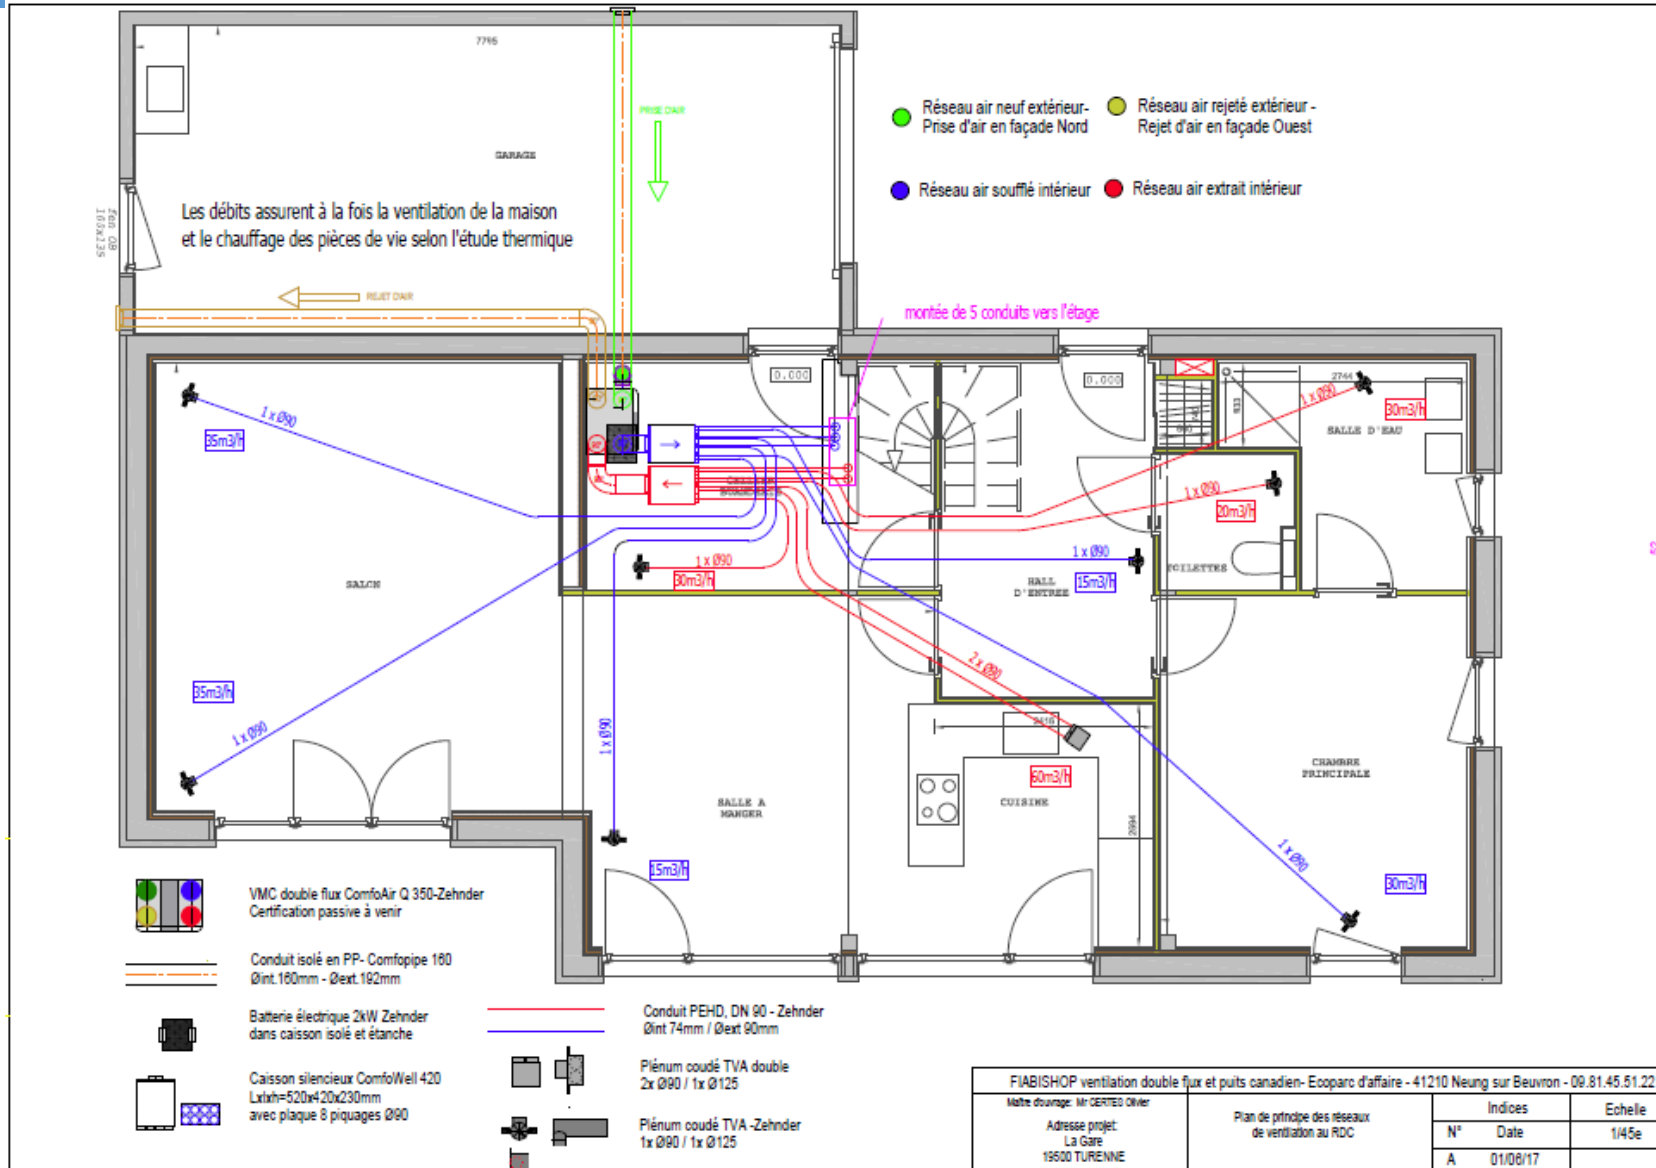 7795
PRISE D'AIR
GARAGE
Réseau air neuf extérieur-
Prise d'air en façade Nord
Réseau air rejeté extérieur -
Rejet d'air en façade Ouest
Réseau air soufflé intérieur
Réseau air extrait intérieur
Les débits assurent à la fois la ventilation de la maison
et le chauffage des pièces de vie selon l'étude thermique
Fen OB
165x135
REJET D'AIR
montée de 5 conduits vers l'étage
0.000
0.000
2744
1 x Ø90
30m3/h
SALLE D'EAU
1 x Ø90
35m3/h
1 x Ø90
20m3/h
1 x Ø90
30m3/h
1 x Ø90
15m3/h
TOILETTES
HALL
D'ENTREE
SALON
2 x Ø90
35m3/h
1 x Ø90
1 x Ø90
60m3/h
CUISINE
CHAMBRE
PRINCIPALE
SALLE A
MANGER
15m3/h
1 x Ø90
30m3/h
VMC double flux ComfoAir Q 350-Zehnder
Certification passive à venir
Conduit isolé en PP- Comfopipe 160
Øint.160mm - Øext.192mm
Batterie électrique 2kW Zehnder
dans caisson isolé et étanche
Caisson silencieux ComfoWell 420
Lxlxh=520x420x230mm
avec plaque 8 piquages Ø90
Conduit PEHD, DN 90 - Zehnder
Øint 74mm / Øext 90mm
Plénum coudé TVA double
2x Ø90 / 1x Ø125
Plénum coudé TVA -Zehnder
1x Ø90 / 1x Ø125
FIABISHOP ventilation double flux et puits canadien- Ecoparc d'affaire - 41210 Neung sur Beuvron - 09.81.45.51.22
Maître d'ouvrage: Mr CERTES Olivier
Adresse projet:
La Gare
19500 TURENNE
Plan de principe des réseaux
de ventilation au RDC
Indices
Echelle
N° Date
1/45e
A 01/06/17